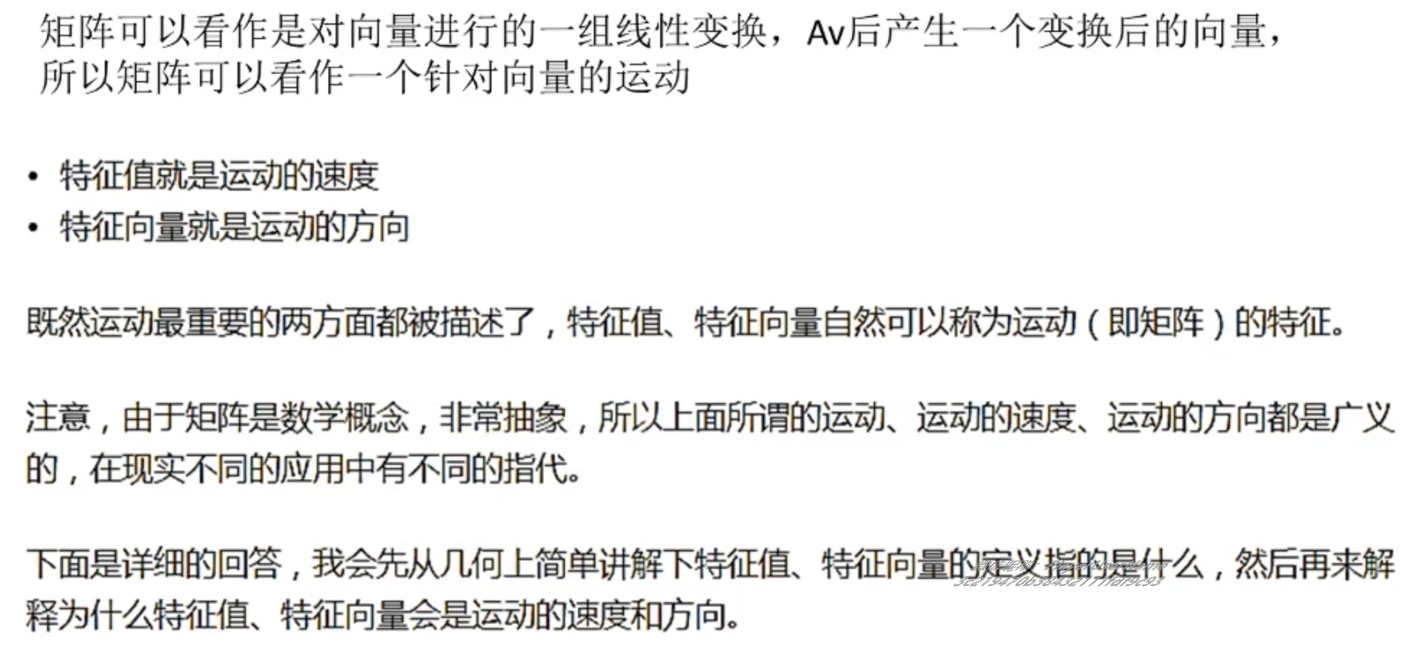 矩阵可以看作是对向量进行的一组线性变换，Av后产生一个变换后的向量，
所以矩阵可以看作一个针对向量的运动
• 特征值就是运动的速度
• 特征向量就是运动的方向
既然运动最重要的两方面都被描述了，特征值、特征向量自然可以称为运动（即矩阵）的特征。
注意，由于矩阵是数学概念，非常抽象，所以上面所谓的运动、运动的速度、运动的方向都是广义
的，在现实不同的应用中有不同的指代。
下面是详细的回答，我会先从几何上简单讲解下特征值、特征向量的定义指的是什么，然后再来解
释为什么特征值、特征向量会是运动的速度和方向。